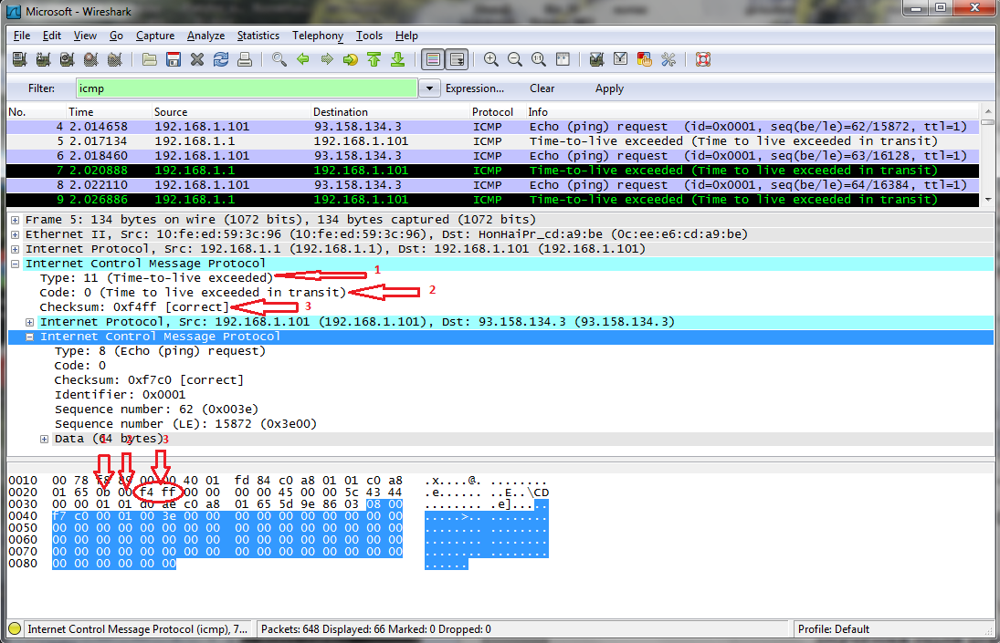 Microsoft - Wireshark
File Edit View Go Capture Analyze Statistics Telephony Tools Help
Filter: icmp Expression... Clear Apply
No. Time Source Destination Protocol Info
4 2.014658 192.168.1.101 93.158.134.3 ICMP Echo (ping) request (id=0x0001, seq(be/le)=62/15872, ttl=1)
5 2.017134 192.168.1.1 192.168.1.101 ICMP Time-to-live exceeded (Time to live exceeded in transit)
6 2.018460 192.168.1.101 93.158.134.3 ICMP Echo (ping) request (id=0x0001, seq(be/le)=63/16128, ttl=1)
7 2.020888 192.168.1.1 192.168.1.101 ICMP Time-to-live exceeded (Time to live exceeded in transit)
8 2.022110 192.168.1.101 93.158.134.3 ICMP Echo (ping) request (id=0x0001, seq(be/le)=64/16384, ttl=1)
9 2.026886 192.168.1.1 192.168.1.101 ICMP Time-to-live exceeded (Time to live exceeded in transit)
Frame 5: 134 bytes on wire (1072 bits), 134 bytes captured (1072 bits)
Ethernet II, Src: 10:fe:ed:59:3c:96 (10:fe:ed:59:3c:96), Dst: HonHaiPr_cd:a9:be (0c:ee:e6:cd:a9:be)
Internet Protocol, Src: 192.168.1.1 (192.168.1.1), Dst: 192.168.1.101 (192.168.1.101)
Internet Control Message Protocol
Type: 11 (Time-to-live exceeded) 1
Code: 0 (Time to live exceeded in transit) 2
Checksum: 0xf4ff [correct] 3
Internet Protocol, Src: 192.168.1.101 (192.168.1.101), Dst: 93.158.134.3 (93.158.134.3)
Internet Control Message Protocol
Type: 8 (Echo (ping) request)
Code: 0
Checksum: 0xf7c0 [correct]
Identifier: 0x0001
Sequence number: 62 (0x003e)
Sequence number (LE): 15872 (0x3e00)
Data (64 bytes)
1 2 3
0010 00 78 f8 89 00 00 40 01 fd 84 c0 a8 01 01 c0 a8 .x....@. ........
0020 01 65 0b 00 f4 ff 00 00 00 00 45 00 00 5c 43 44 .e...... ..E..\CD
0030 00 00 01 01 d0 ae c0 a8 01 65 5d 9e 86 03 08 00 ........ .e].....
0040 f7 c0 00 01 00 3e 00 00 00 00 00 00 00 00 00 00 .....>.. ........
0050 00 00 00 00 00 00 00 00 00 00 00 00 00 00 00 00 ........ ........
0060 00 00 00 00 00 00 00 00 00 00 00 00 00 00 00 00 ........ ........
0070 00 00 00 00 00 00 00 00 00 00 00 00 00 00 00 00 ........ ........
0080 00 00 00 00 00 00 ......
Internet Control Message Protocol (icmp), 7... Packets: 648 Displayed: 66 Marked: 0 Dropped: 0 Profile: Default